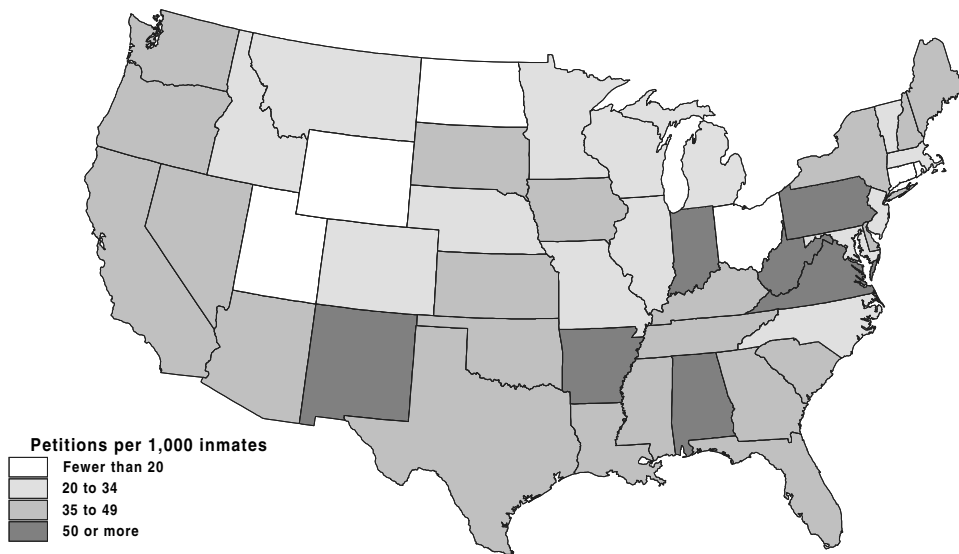 Petitions per 1,000 inmates
Fewer than 20
20 to 34
35 to 49
50 or more